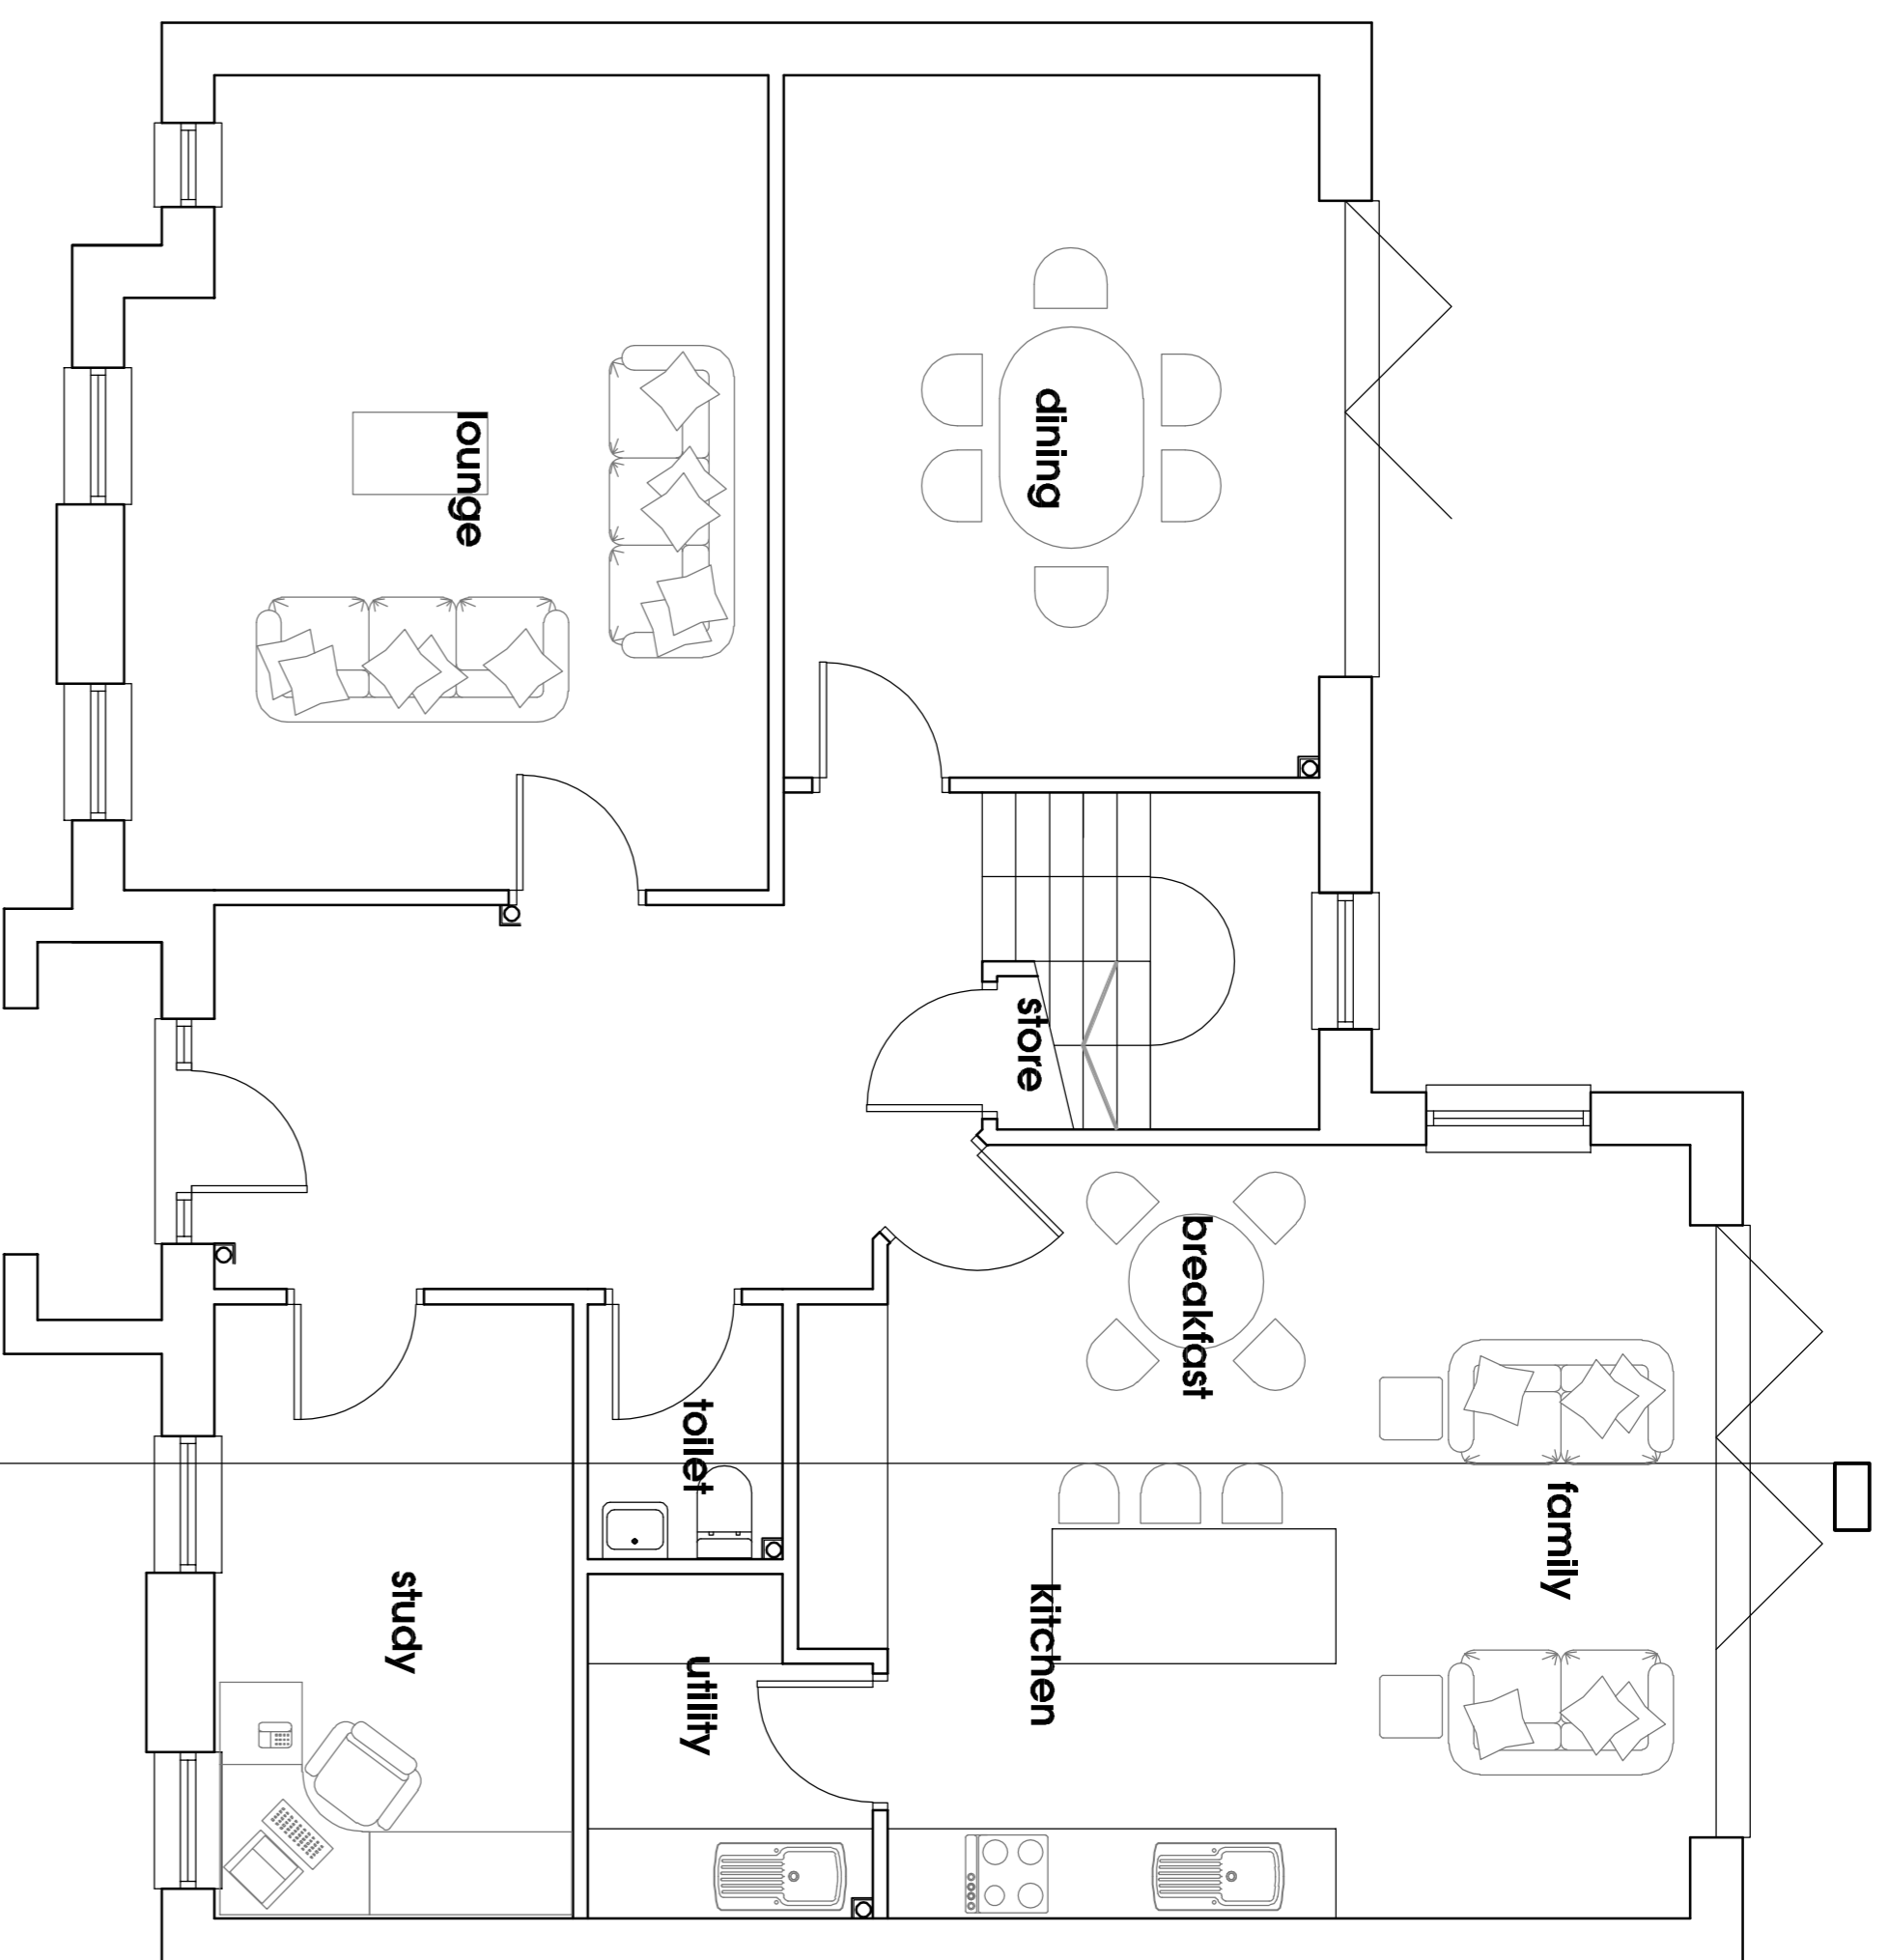 dining
lounge
store
breakfast
toilet
family
kitchen
study
utility